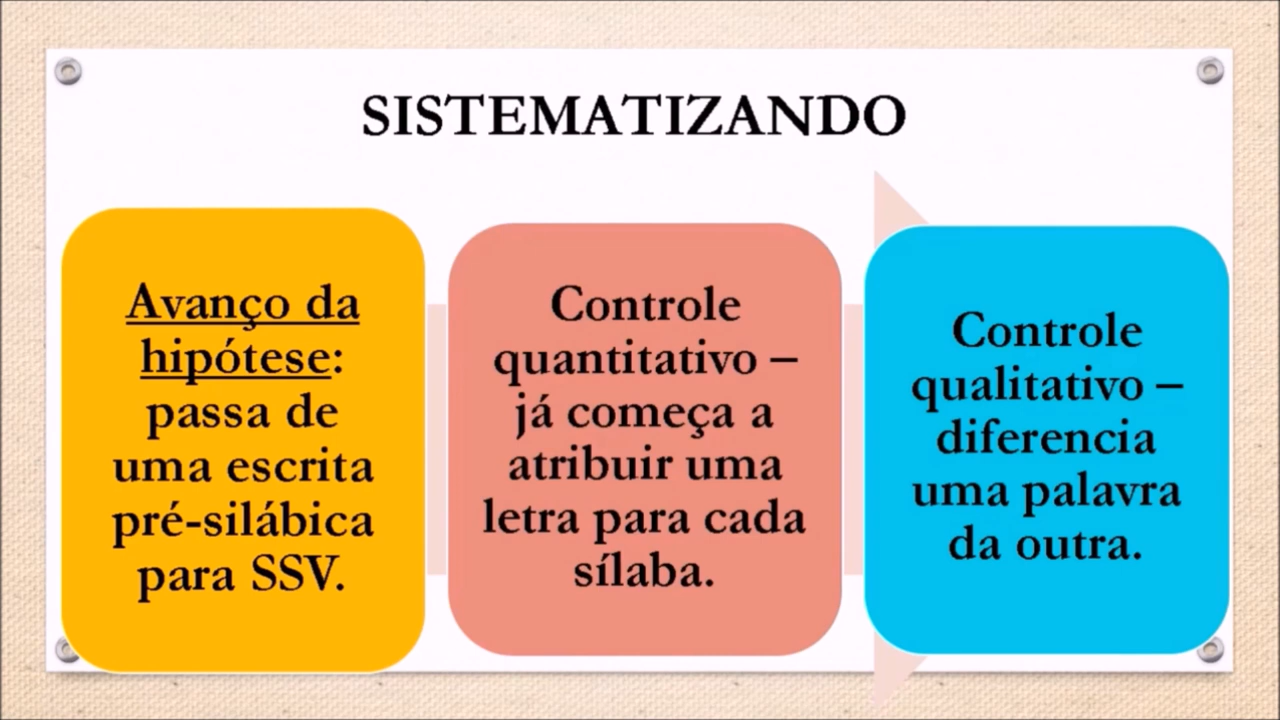 SISTEMATIZANDO
Avanço da
hipótese:
passa de
uma escrita
pré-silábica
para SSV.
Controle
quantitativo –
já começa a
atribuir uma
letra para cada
sílaba.
Controle
qualitativo –
diferencia
uma palavra
da outra.